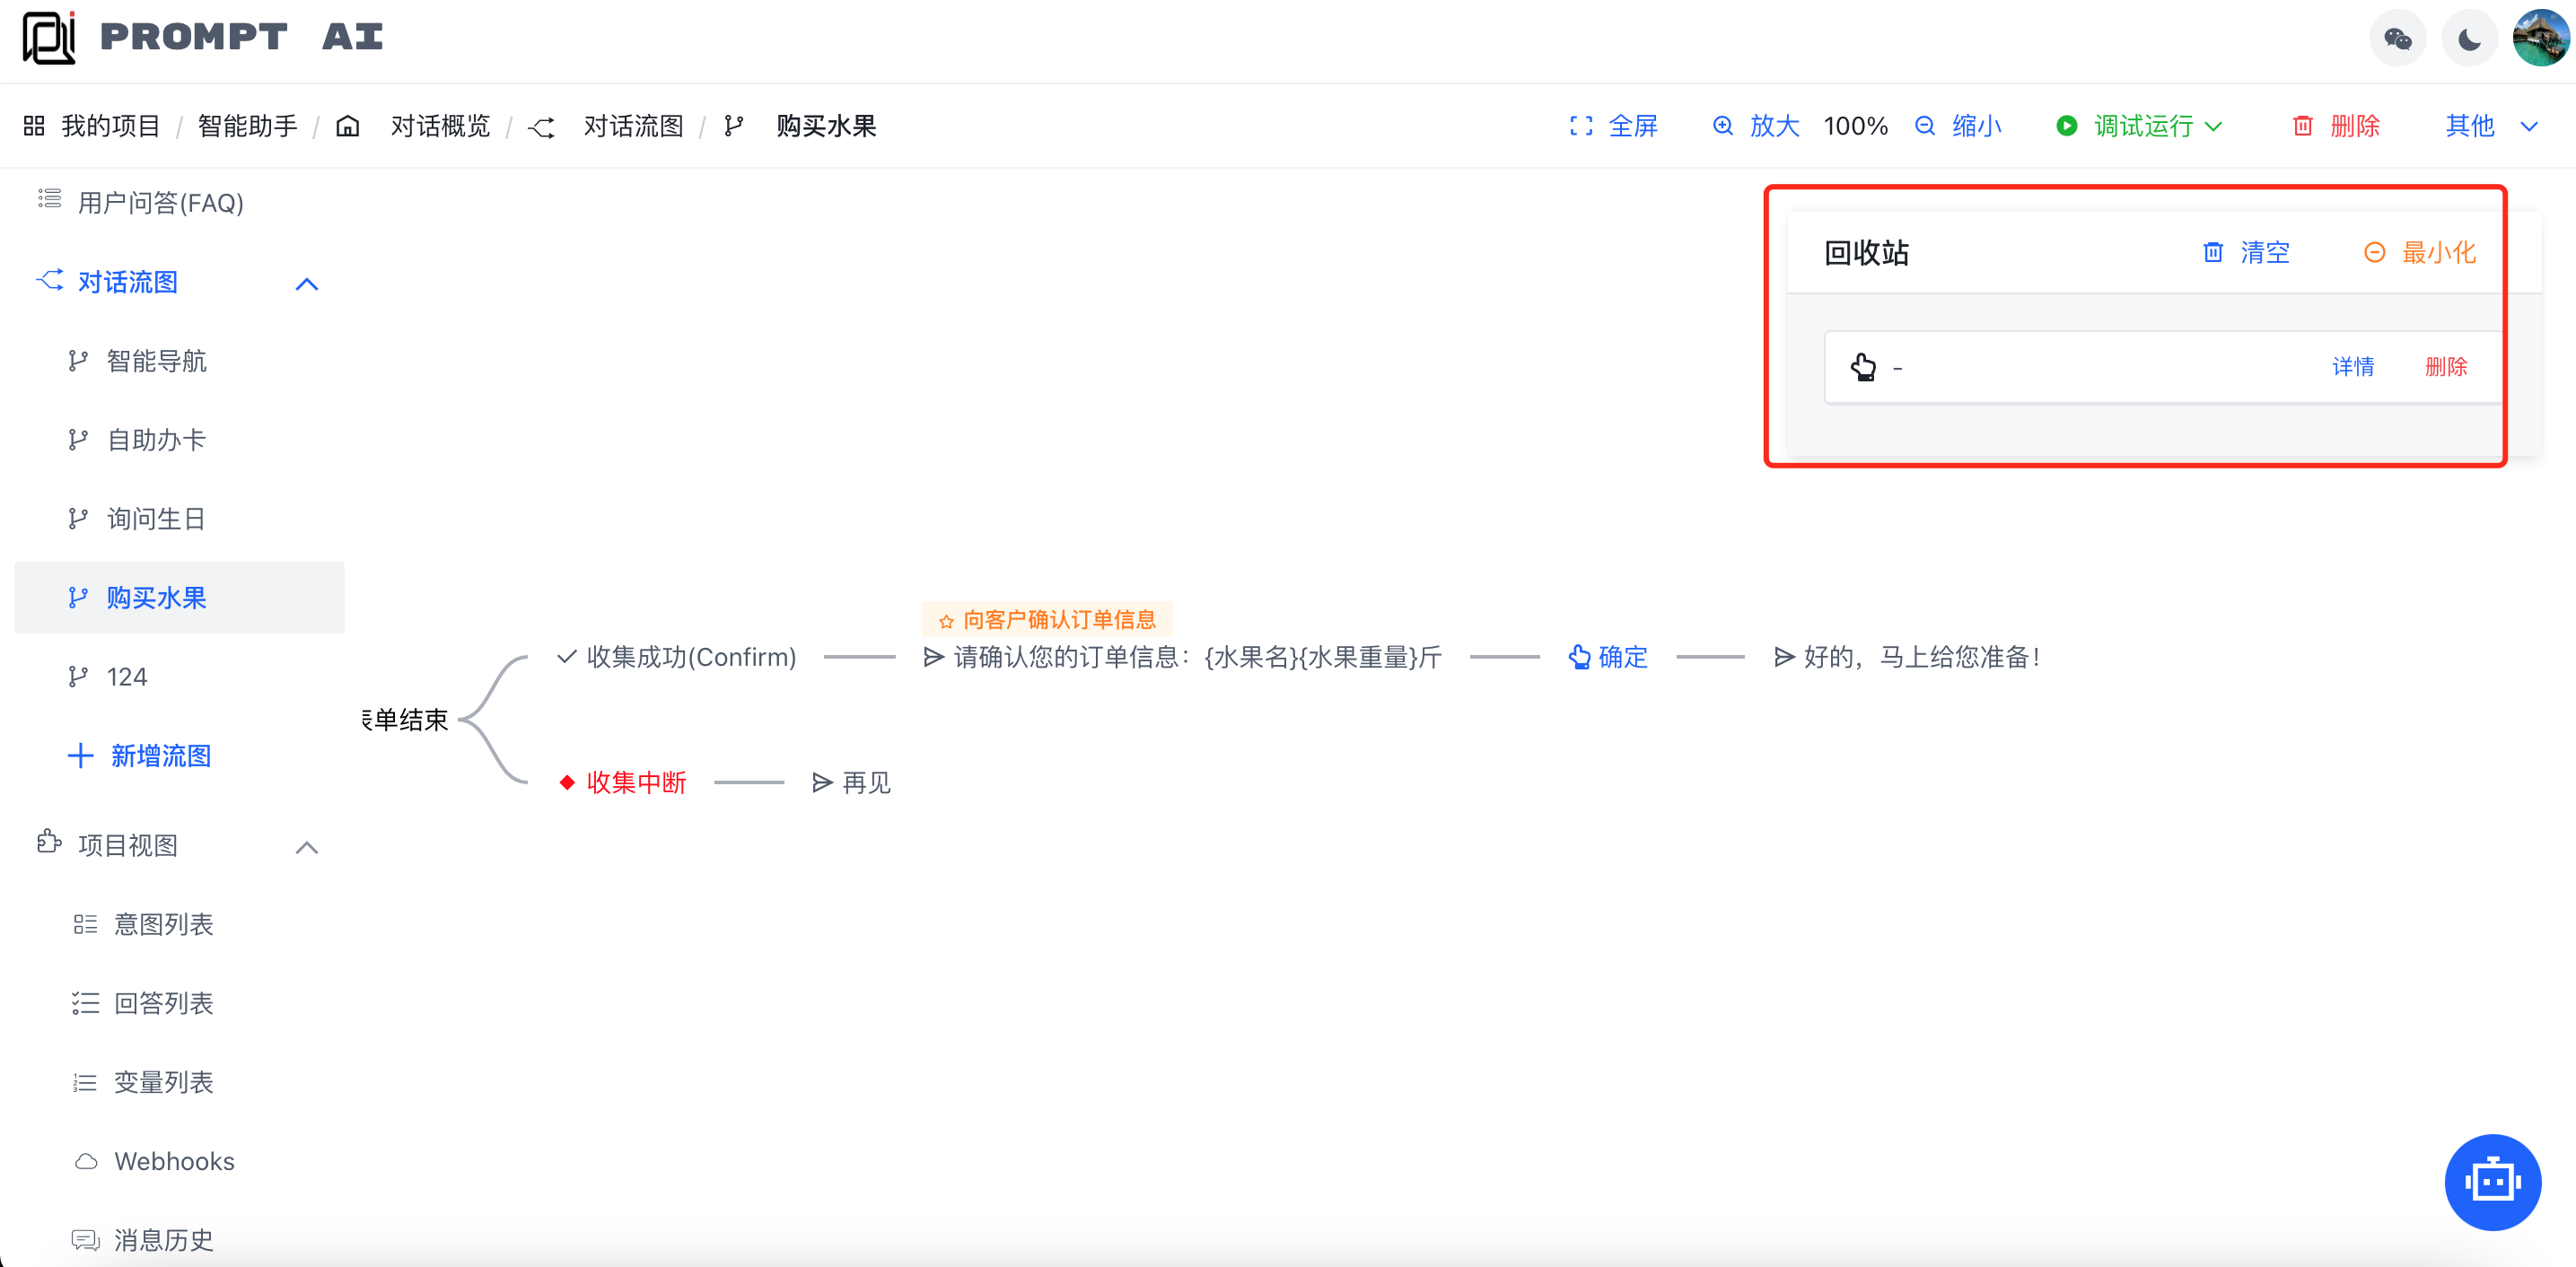 PROMPT AI
我的项目 / 智能助手 / 对话概览 / 对话流图 / 购买水果
全屏 放大 100% 缩小 调试运行 删除 其他
用户问答(FAQ)
对话流图
智能导航
自助办卡
询问生日
购买水果
124
新增流图
项目视图
意图列表
回答列表
变量列表
Webhooks
消息历史
回收站 清空 最小化
- 详情 删除
向客户确认订单信息
收集成功(Confirm) 请确认您的订单信息：{水果名}{水果重量}斤 确定 好的，马上给您准备！
单结束
收集中断 再见